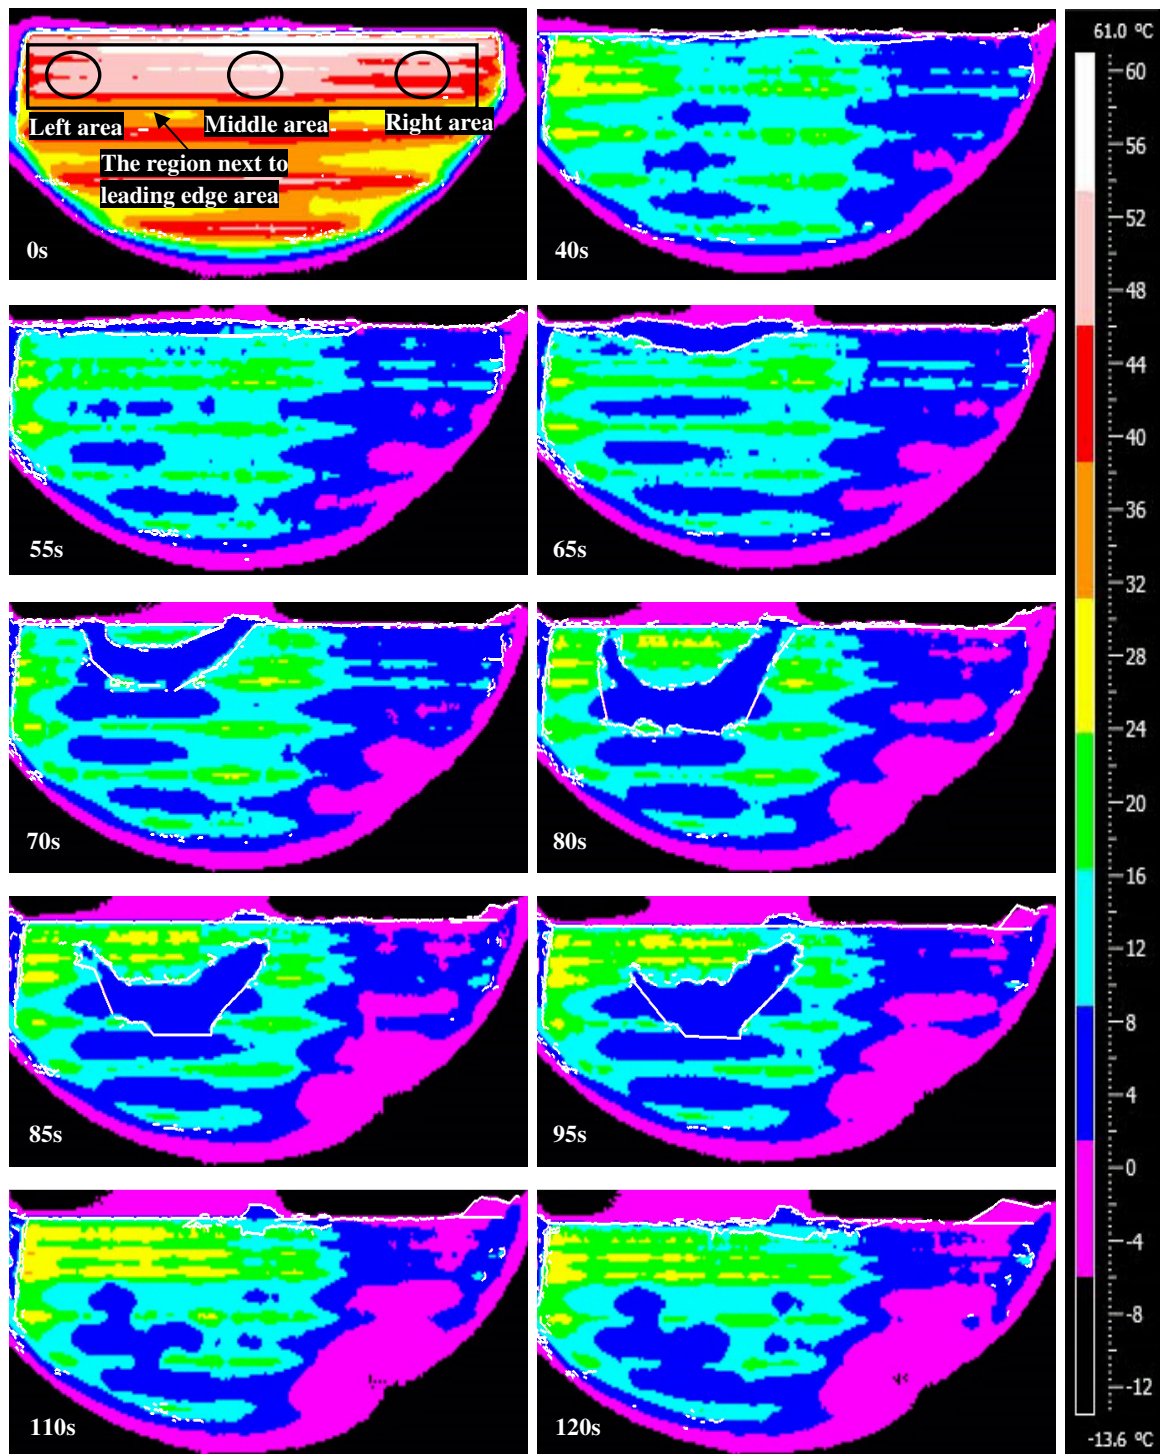 Left area
Middle area
Right area
The region next to
leading edge area
0s
40s
55s
65s
70s
80s
85s
95s
110s
120s
61.0 ºC
60
56
52
48
44
40
36
32
28
24
20
16
12
8
4
0
-4
-8
-12
-13.6 ºC